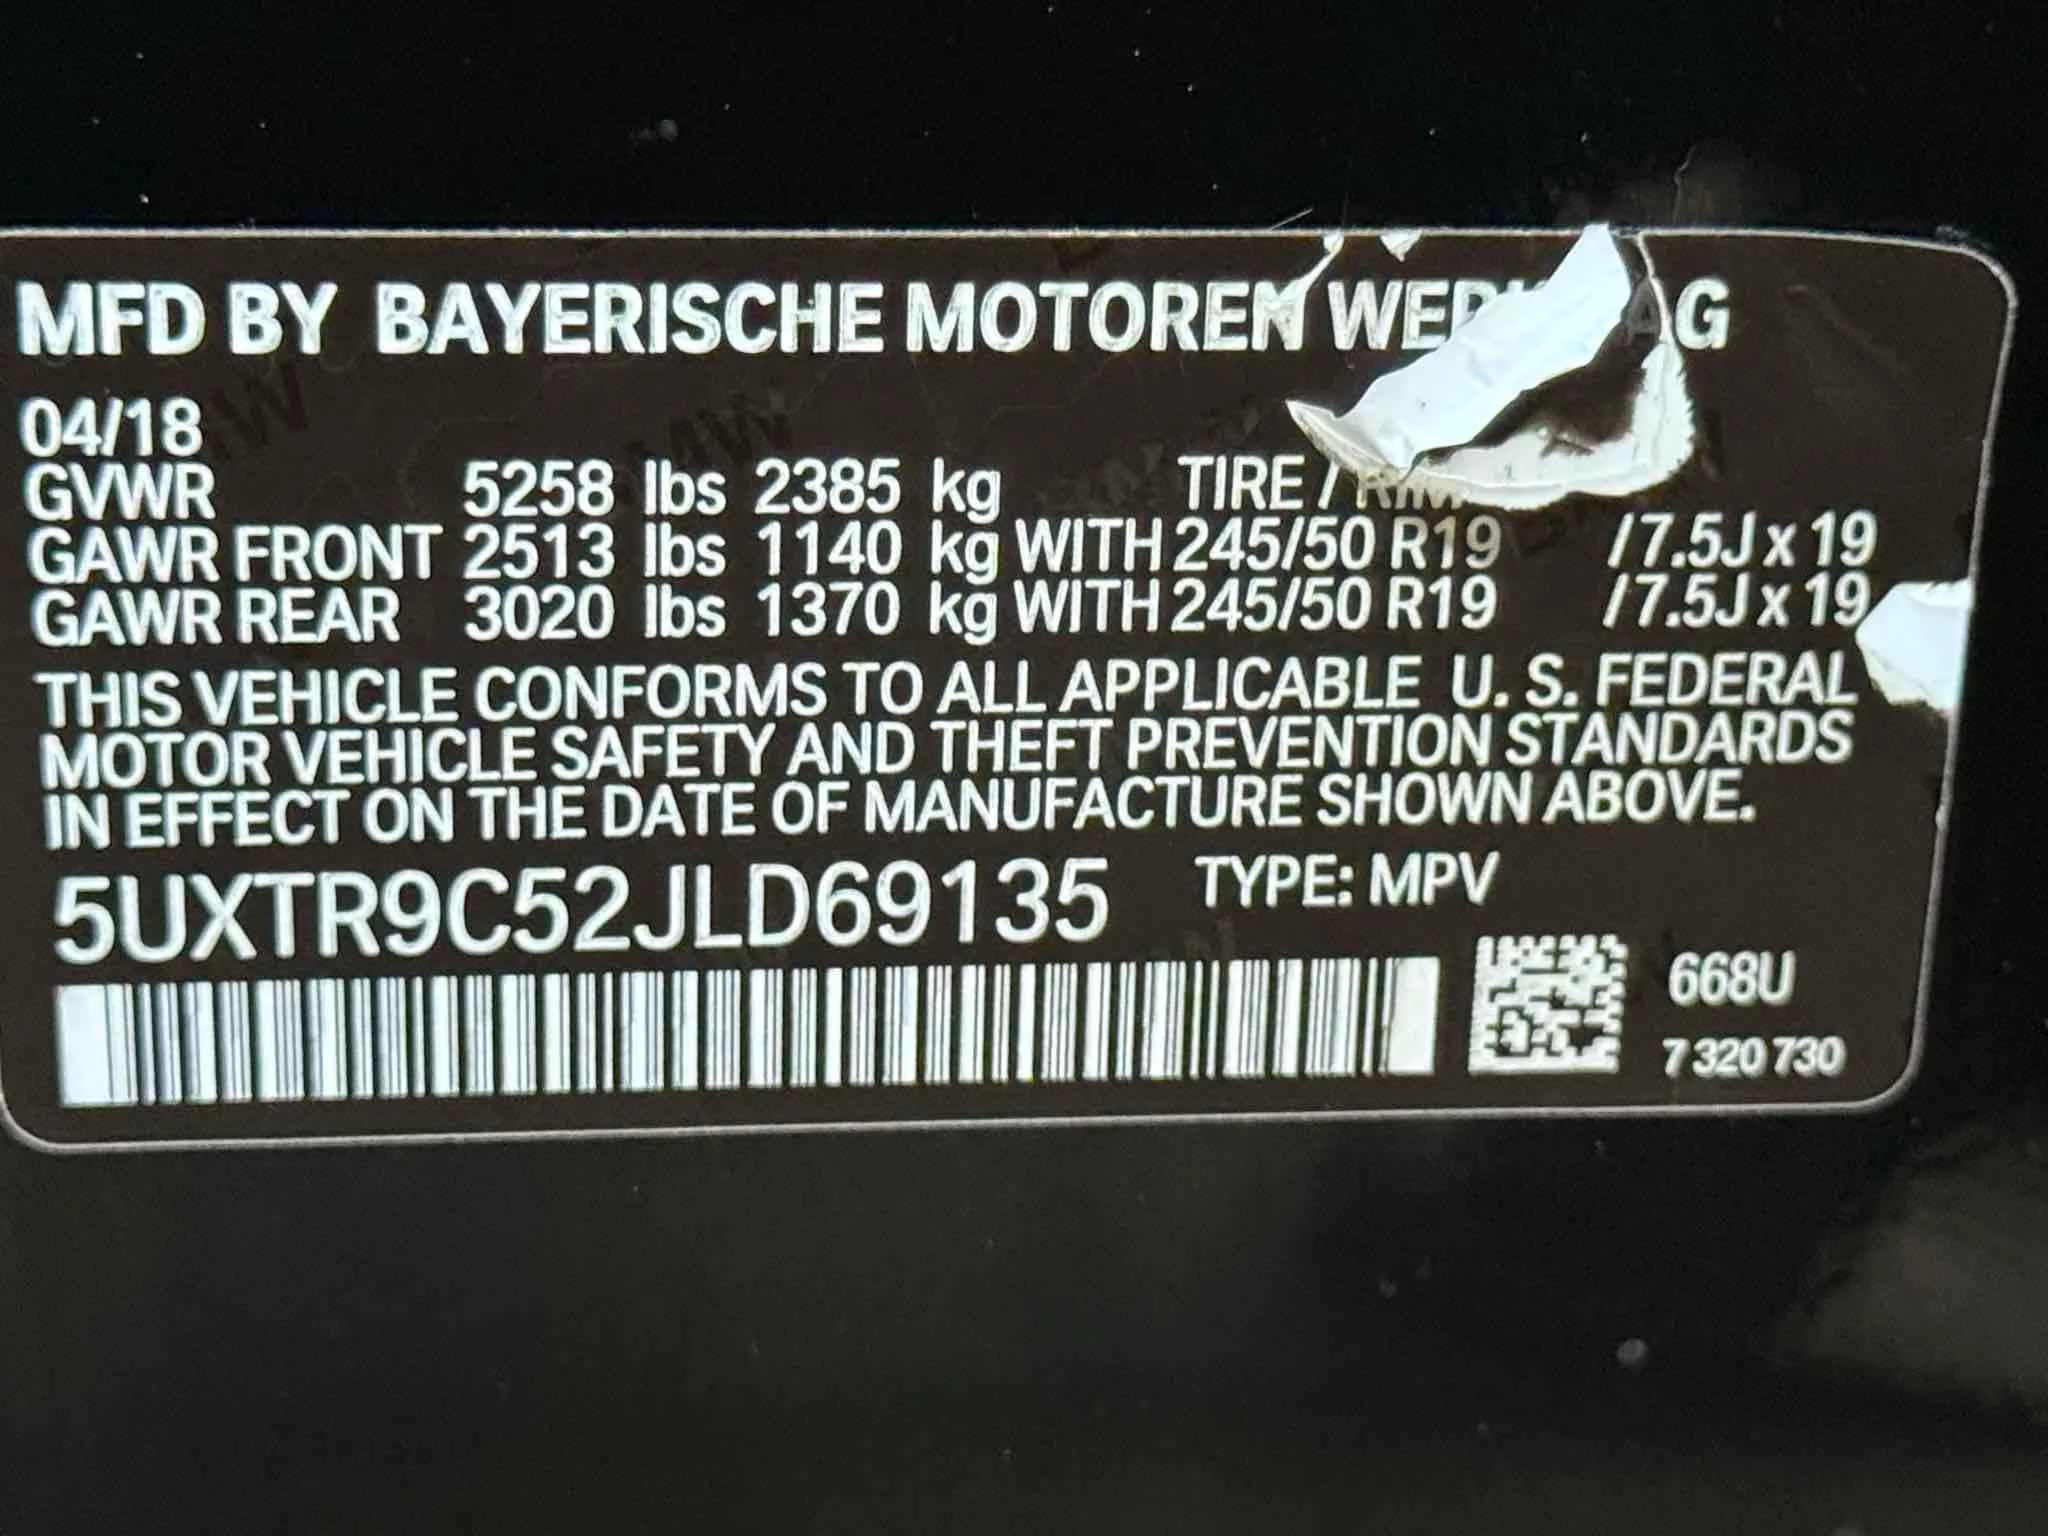 MFD BY BAYERISCHE MOTOREN AG
04/18
GVWR 5258 lbs 2385 kg TIRE / RIM
GAWR FRONT 2513 lbs 1140 kg WITH 245/50 R19 /7.5J x 19
GAWR REAR 3020 lbs 1370 kg WITH 245/50 R19 /7.5J x 19
THIS VEHICLE CONFORMS TO ALL APPLICABLE U. S. FEDERAL
MOTOR VEHICLE SAFETY AND THEFT PREVENTION STANDARDS
IN EFFECT ON THE DATE OF MANUFACTURE SHOWN ABOVE.
5UXTR9C52JLD69135 TYPE: MPV
668U
7 320 730